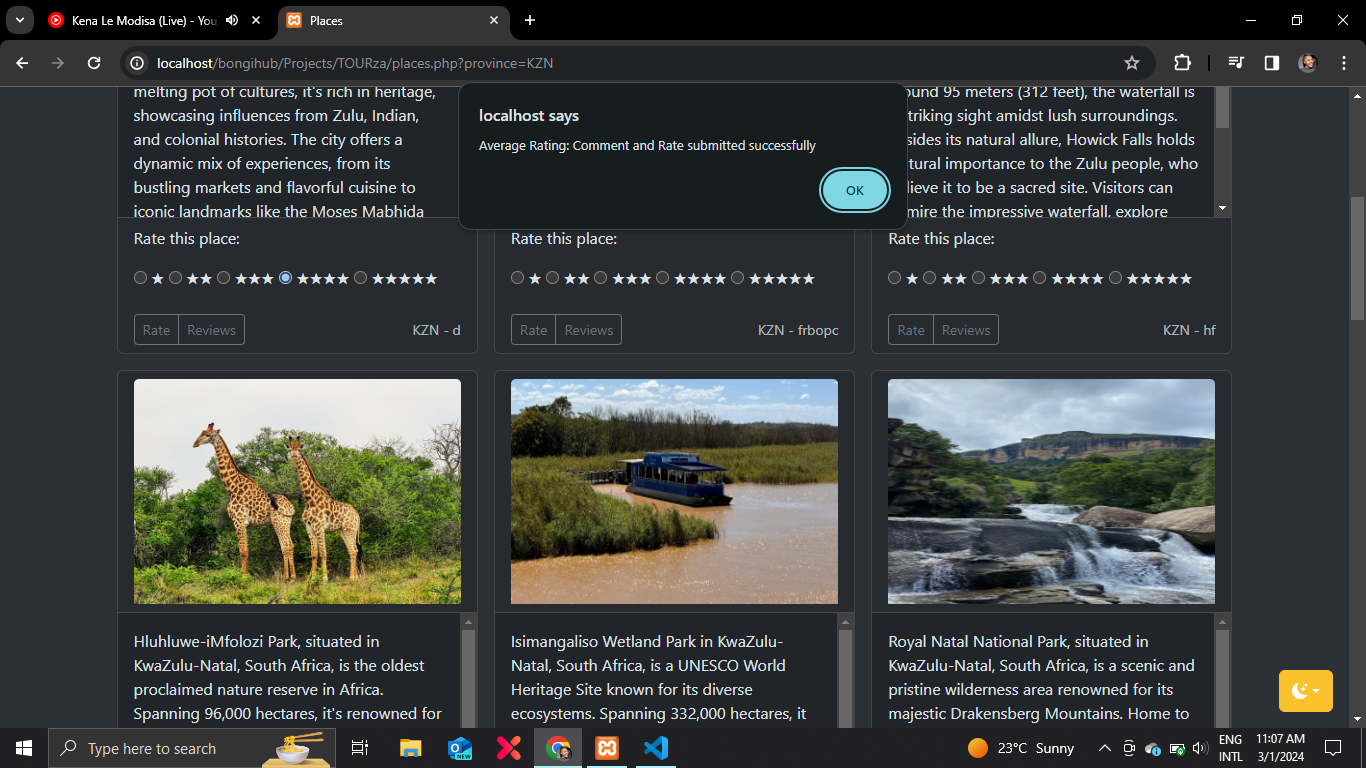 Kena Le Modisa (Live) - You
Places
localhost/bongihub/Projects/TOURza/places.php?province=KZN
melting pot of cultures, it's rich in heritage,
showcasing influences from Zulu, Indian,
and colonial histories. The city offers a
dynamic mix of experiences, from its
bustling markets and flavorful cuisine to
iconic landmarks like the Moses Mabhida
localhost says
Average Rating: Comment and Rate submitted successfully
OK
ound 95 meters (312 feet), the waterfall is
triking sight amidst lush surroundings.
sides its natural allure, Howick Falls holds
tural importance to the Zulu people, who
lieve it to be a sacred site. Visitors can
mire the impressive waterfall, explore
Rate this place:
★ ★★ ★★★ ★★★★ ★★★★★
Rate Reviews KZN - d
Rate this place:
★ ★★ ★★★ ★★★★ ★★★★★
Rate Reviews KZN - frbopc
Rate this place:
★ ★★ ★★★ ★★★★ ★★★★★
Rate Reviews KZN - hf
Hluhluwe-iMfolozi Park, situated in
KwaZulu-Natal, South Africa, is the oldest
proclaimed nature reserve in Africa.
Spanning 96,000 hectares, it's renowned for
Isimangaliso Wetland Park in KwaZulu-
Natal, South Africa, is a UNESCO World
Heritage Site known for its diverse
ecosystems. Spanning 332,000 hectares, it
Royal Natal National Park, situated in
KwaZulu-Natal, South Africa, is a scenic and
pristine wilderness area renowned for its
majestic Drakensberg Mountains. Home to
Type here to search
NEW
23°C Sunny
ENG
INTL
11:07 AM
3/1/2024